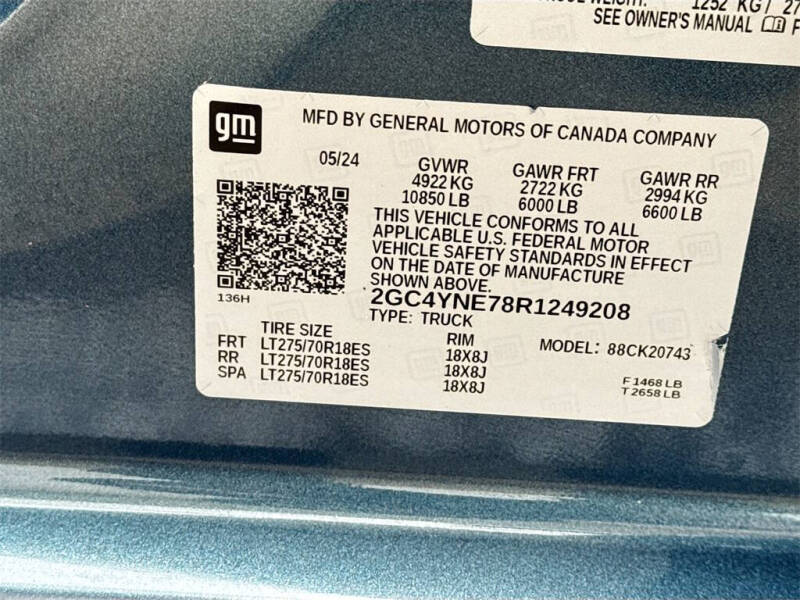 1252 KG / 27
SEE OWNER'S MANUAL F
gm
MFD BY GENERAL MOTORS OF CANADA COMPANY
05/24 GVWR GAWR FRT GAWR RR
4922 KG 2722 KG 2994 KG
10850 LB 6000 LB 6600 LB
THIS VEHICLE CONFORMS TO ALL
APPLICABLE U.S. FEDERAL MOTOR
VEHICLE SAFETY STANDARDS IN EFFECT
ON THE DATE OF MANUFACTURE
SHOWN ABOVE.
136H
2GC4YNE78R1249208
TYPE: TRUCK
TIRE SIZE RIM
FRT LT275/70R18ES 18X8J
RR LT275/70R18ES 18X8J
SPA LT275/70R18ES 18X8J
MODEL: 88CK20743
F 1468 LB
T 2658 LB